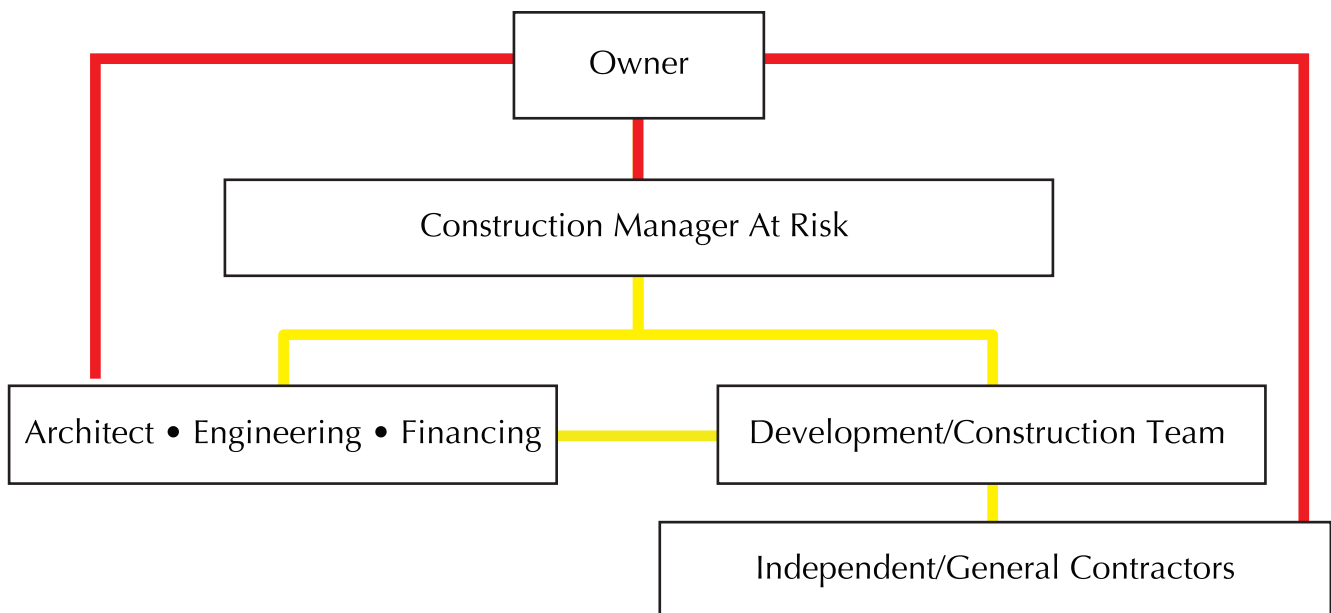 Owner
Construction Manager At Risk
Architect • Engineering • Financing
Development/Construction Team
Independent/General Contractors